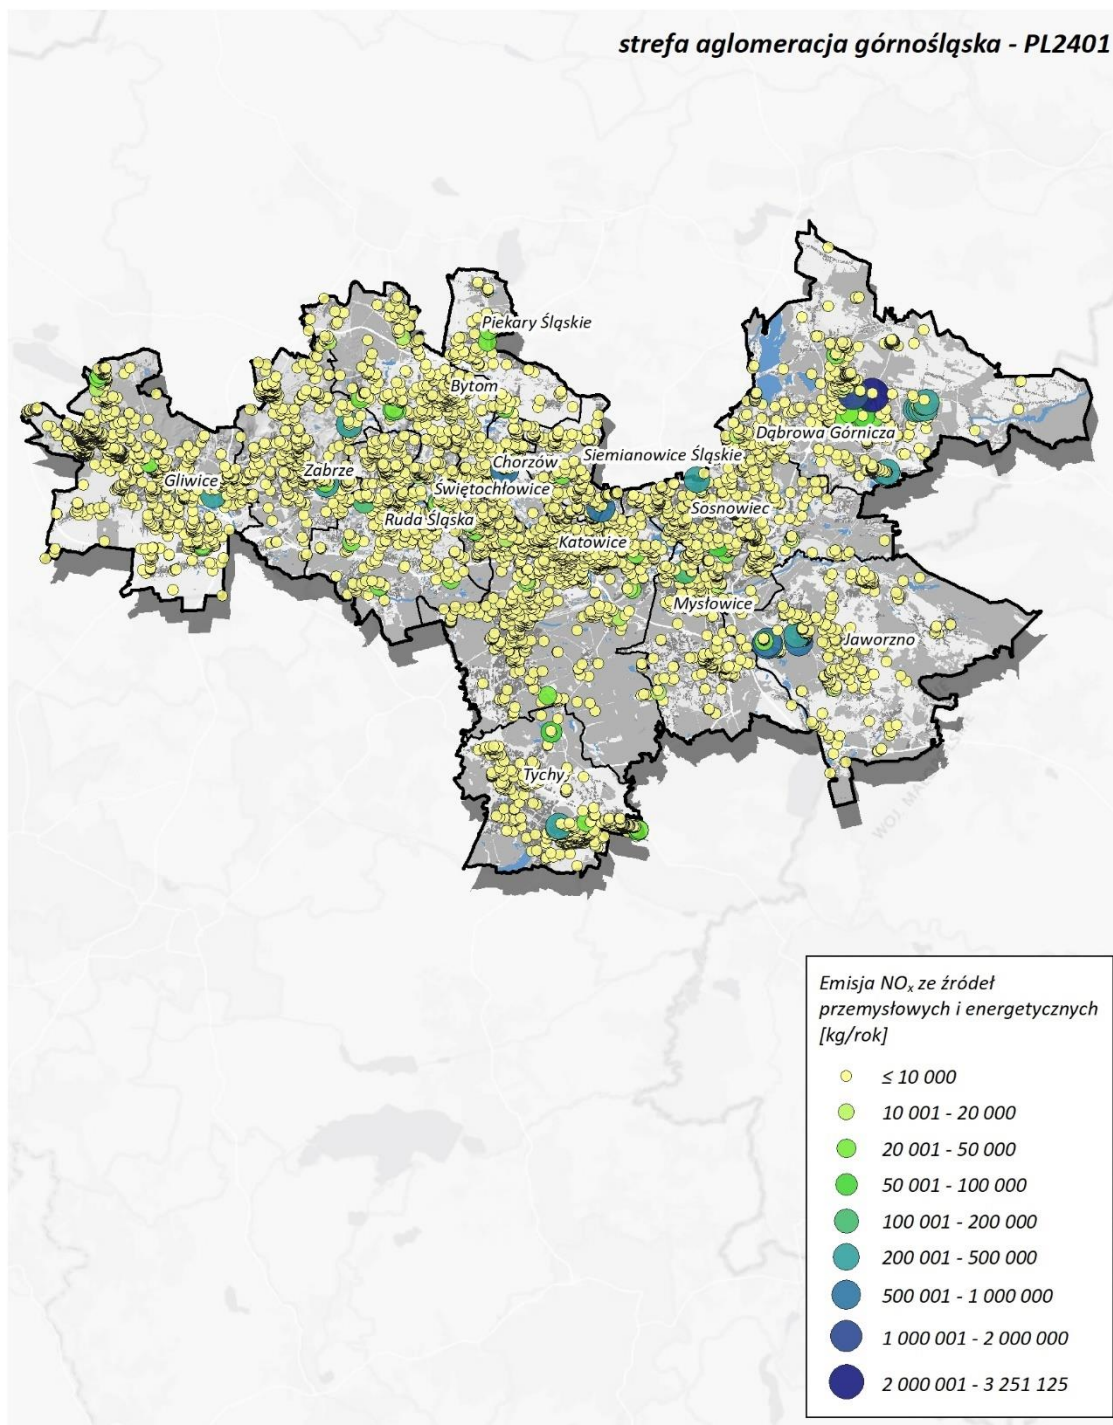 strefa aglomeracja górnośląska - PL2401
Piekary Śląskie
Bytom
Dąbrowa Górnicza
Siemianowice Śląskie
Chorzów
Zabrze
Gliwice
Świętochłowice
Sosnowiec
Ruda Śląska
Katowice
Mysłowice
Jaworzno
Tychy
Emisja NOₓ ze źródeł
przemysłowych i energetycznych
[kg/rok]
≤ 10 000
10 001 - 20 000
20 001 - 50 000
50 001 - 100 000
100 001 - 200 000
200 001 - 500 000
500 001 - 1 000 000
1 000 001 - 2 000 000
2 000 001 - 3 251 125